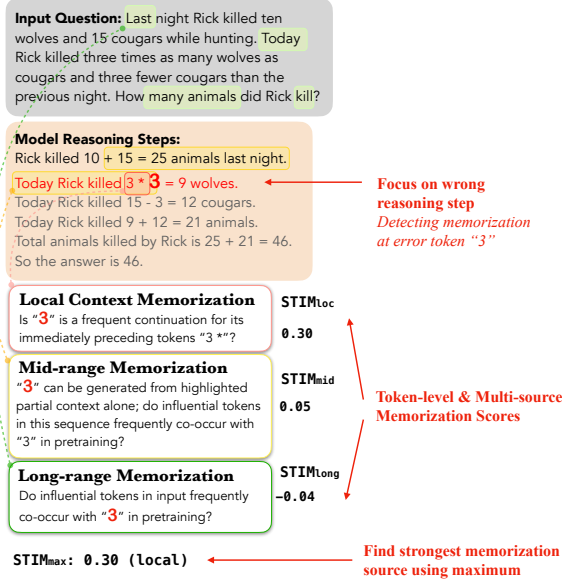 Input Question: Last night Rick killed ten
wolves and 15 cougars while hunting. Today
Rick killed three times as many wolves as
cougars and three fewer cougars than the
previous night. How many animals did Rick kill?
Model Reasoning Steps:
Rick killed 10 + 15 = 25 animals last night.
Today Rick killed 3 * 3 = 9 wolves.
Today Rick killed 15 - 3 = 12 cougars.
Today Rick killed 9 + 12 = 21 animals.
Total animals killed by Rick is 25 + 21 = 46.
So the answer is 46.
Focus on wrong
reasoning step
Detecting memorization
at error token “3”
Local Context Memorization
Is “3” is a frequent continuation for its
immediately preceding tokens “3 *”?
STIMloc
0.30
Mid-range Memorization
“3” can be generated from highlighted
partial context alone; do influential tokens
in this sequence frequently co-occur with
“3” in pretraining?
STIMmid
0.05
Token-level & Multi-source
Memorization Scores
Long-range Memorization
Do influential tokens in input frequently
co-occur with “3” in pretraining?
STIMlong
−0.04
STIMmax: 0.30 (local)
Find strongest memorization
source using maximum